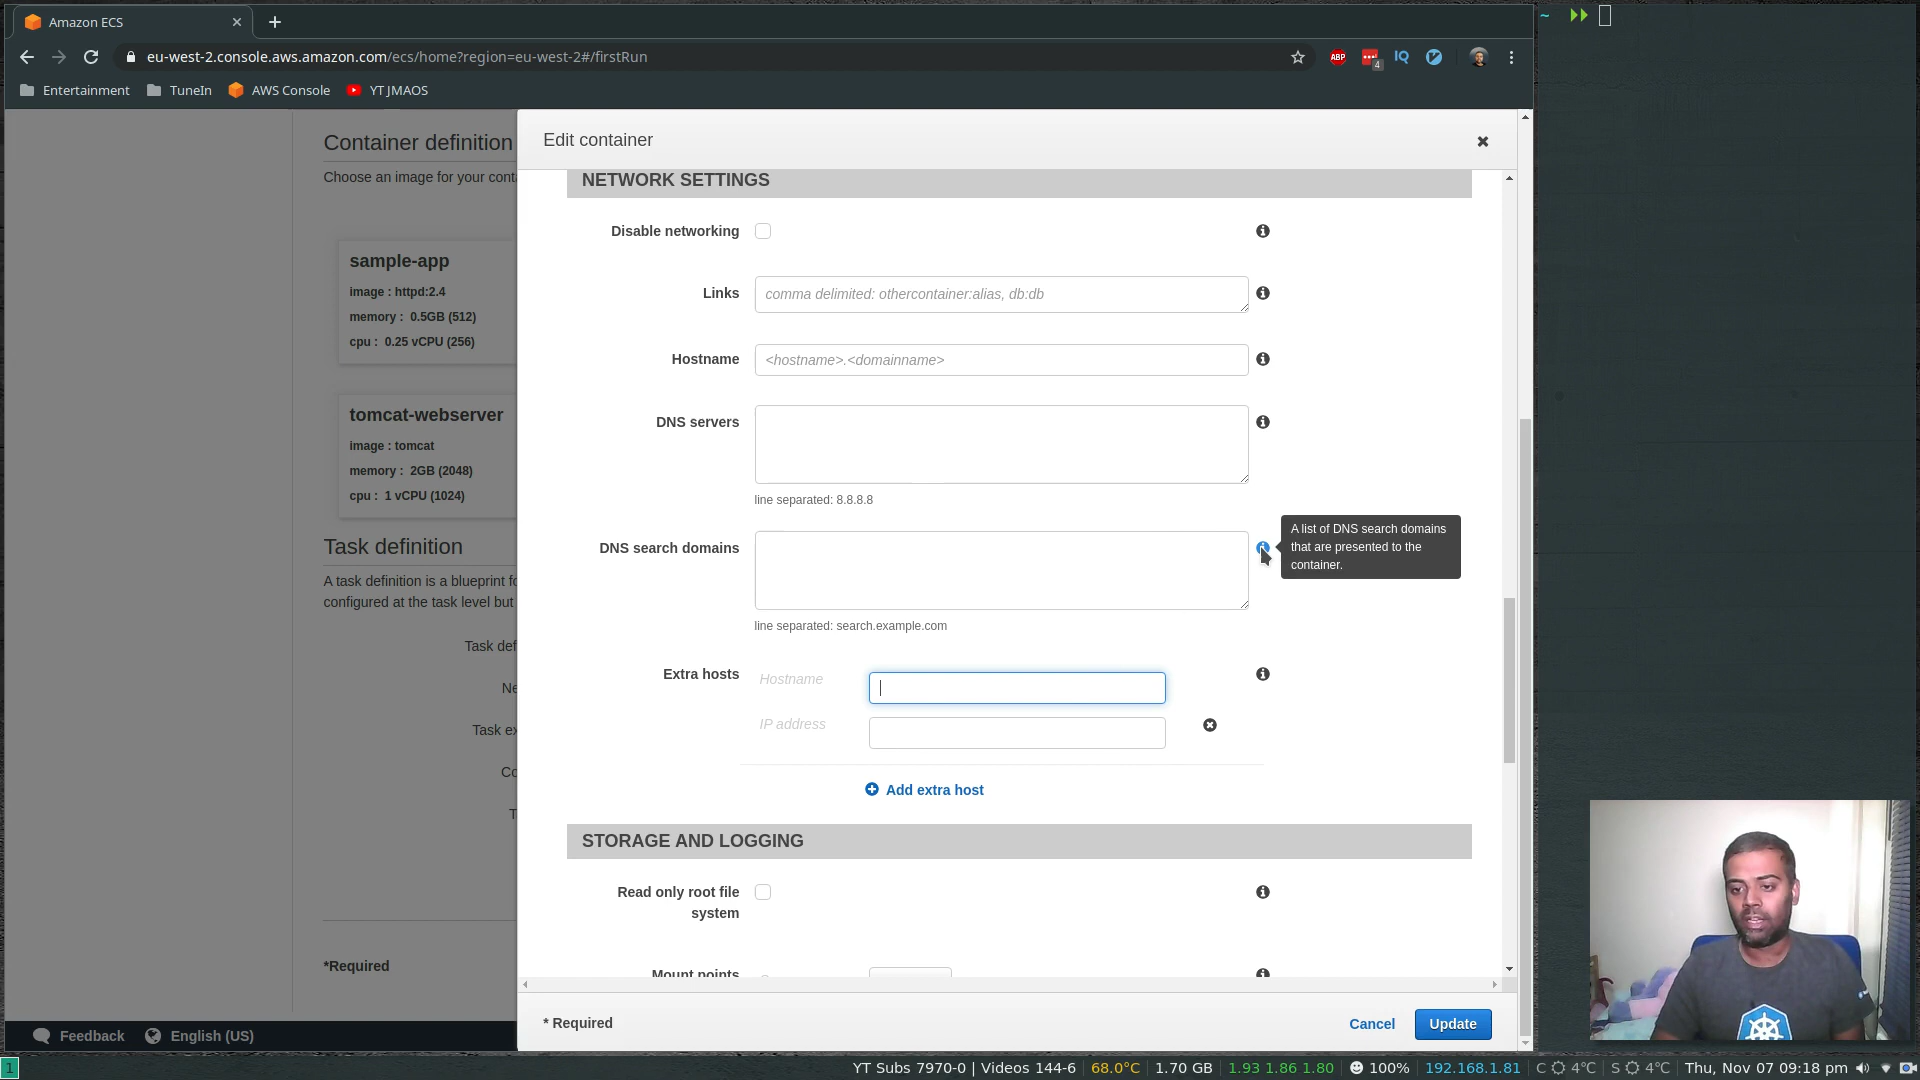 Amazon ECS
~
eu-west-2.console.aws.amazon.com/ecs/home?region=eu-west-2#/firstRun
ABP
4
IQ
Entertainment
TuneIn
AWS Console
YT JMAOS
Container definition
Choose an image for your cont
sample-app
image : httpd:2.4
memory : 0.5GB (512)
cpu : 0.25 vCPU (256)
tomcat-webserver
image : tomcat
memory : 2GB (2048)
cpu : 1 vCPU (1024)
Task definition
A task definition is a blueprint fo
configured at the task level but
Task def
Ne
Task ex
Co
T
*Required
Edit container
NETWORK SETTINGS
Disable networking
Links
comma delimited: othercontainer:alias, db:db
Hostname
<hostname>.<domainname>
DNS servers
line separated: 8.8.8.8
DNS search domains
A list of DNS search domains
that are presented to the
container.
line separated: search.example.com
Extra hosts
Hostname
IP address
Add extra host
STORAGE AND LOGGING
Read only root file
system
Mount points
* Required
Cancel
Update
Feedback
English (US)
1
YT Subs 7970-0 | Videos 144-6 68.0°C 1.70 GB 1.93 1.86 1.80 100% 192.168.1.81 C 4°C S 4°C Thu, Nov 07 09:18 pm